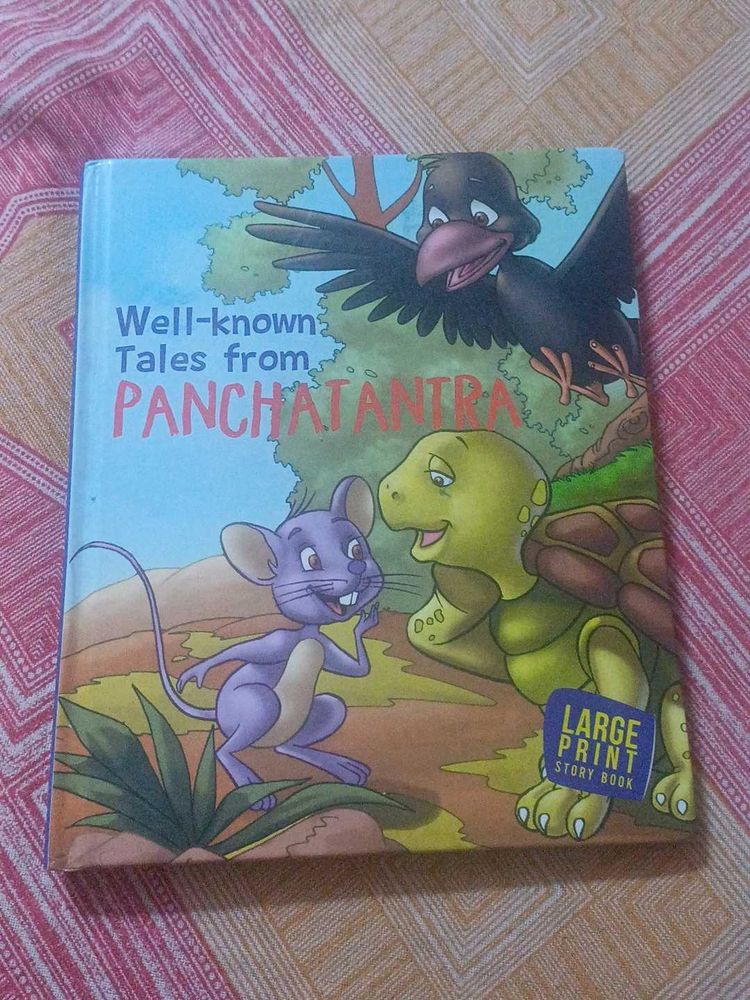 Well-known
Tales from
PANCHATANTRA
LARGE
PRINT
STORY BOOK